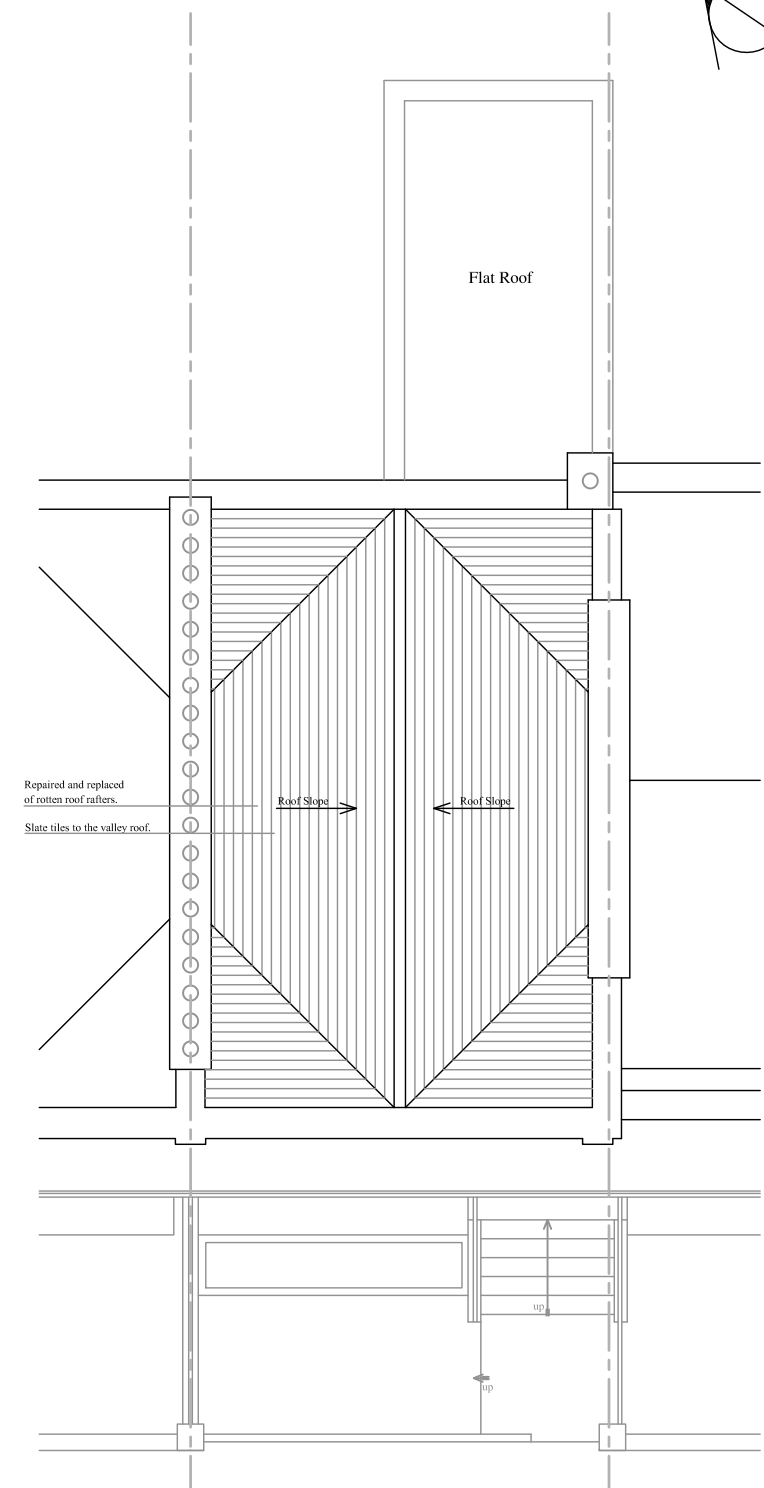 Flat Roof
Repaired and replaced
of rotten roof rafters.
Roof Slope
Roof Slope
Slate tiles to the valley roof.
up
up